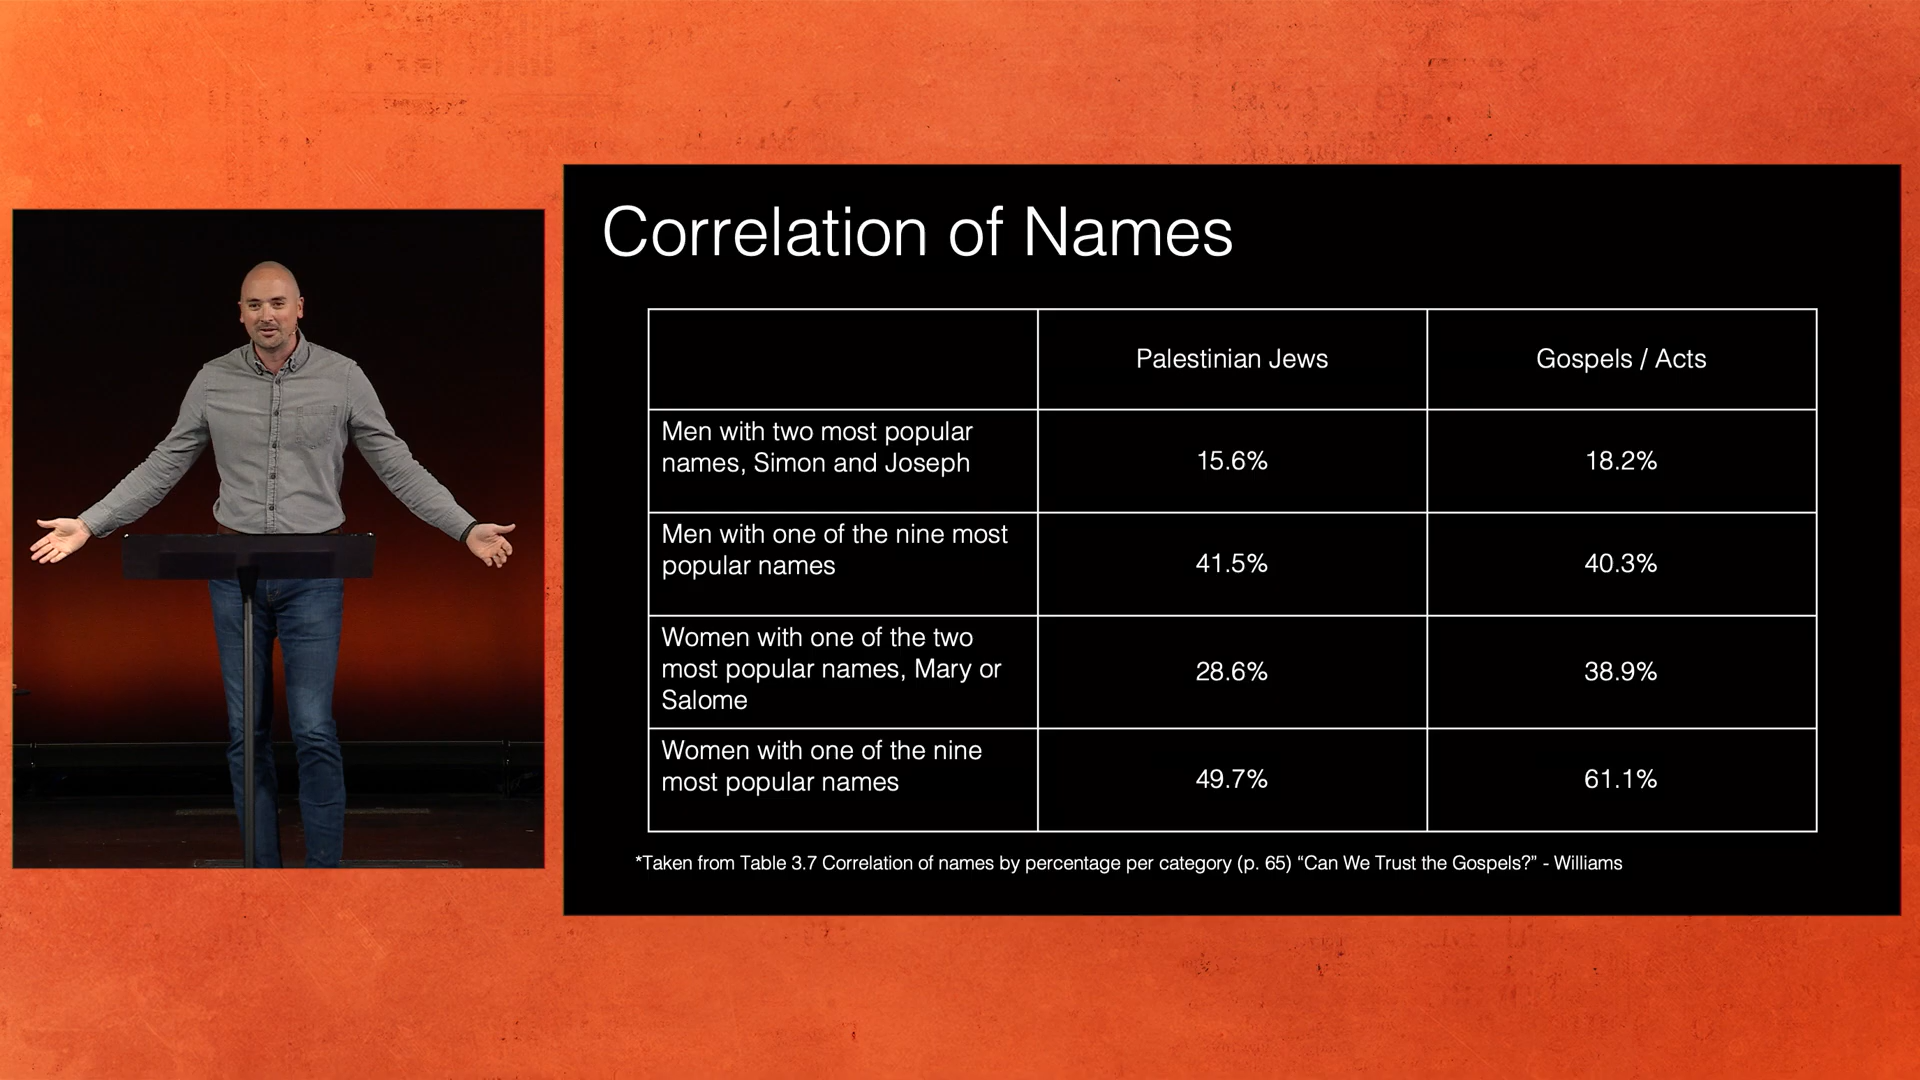 Correlation of Names
Palestinian Jews
Gospels / Acts
Men with two most popular
names, Simon and Joseph
15.6%
18.2%
Men with one of the nine most
popular names
41.5%
40.3%
Women with one of the two
most popular names, Mary or
Salome
28.6%
38.9%
Women with one of the nine
most popular names
49.7%
61.1%
*Taken from Table 3.7 Correlation of names by percentage per category (p. 65) “Can We Trust the Gospels?” - Williams